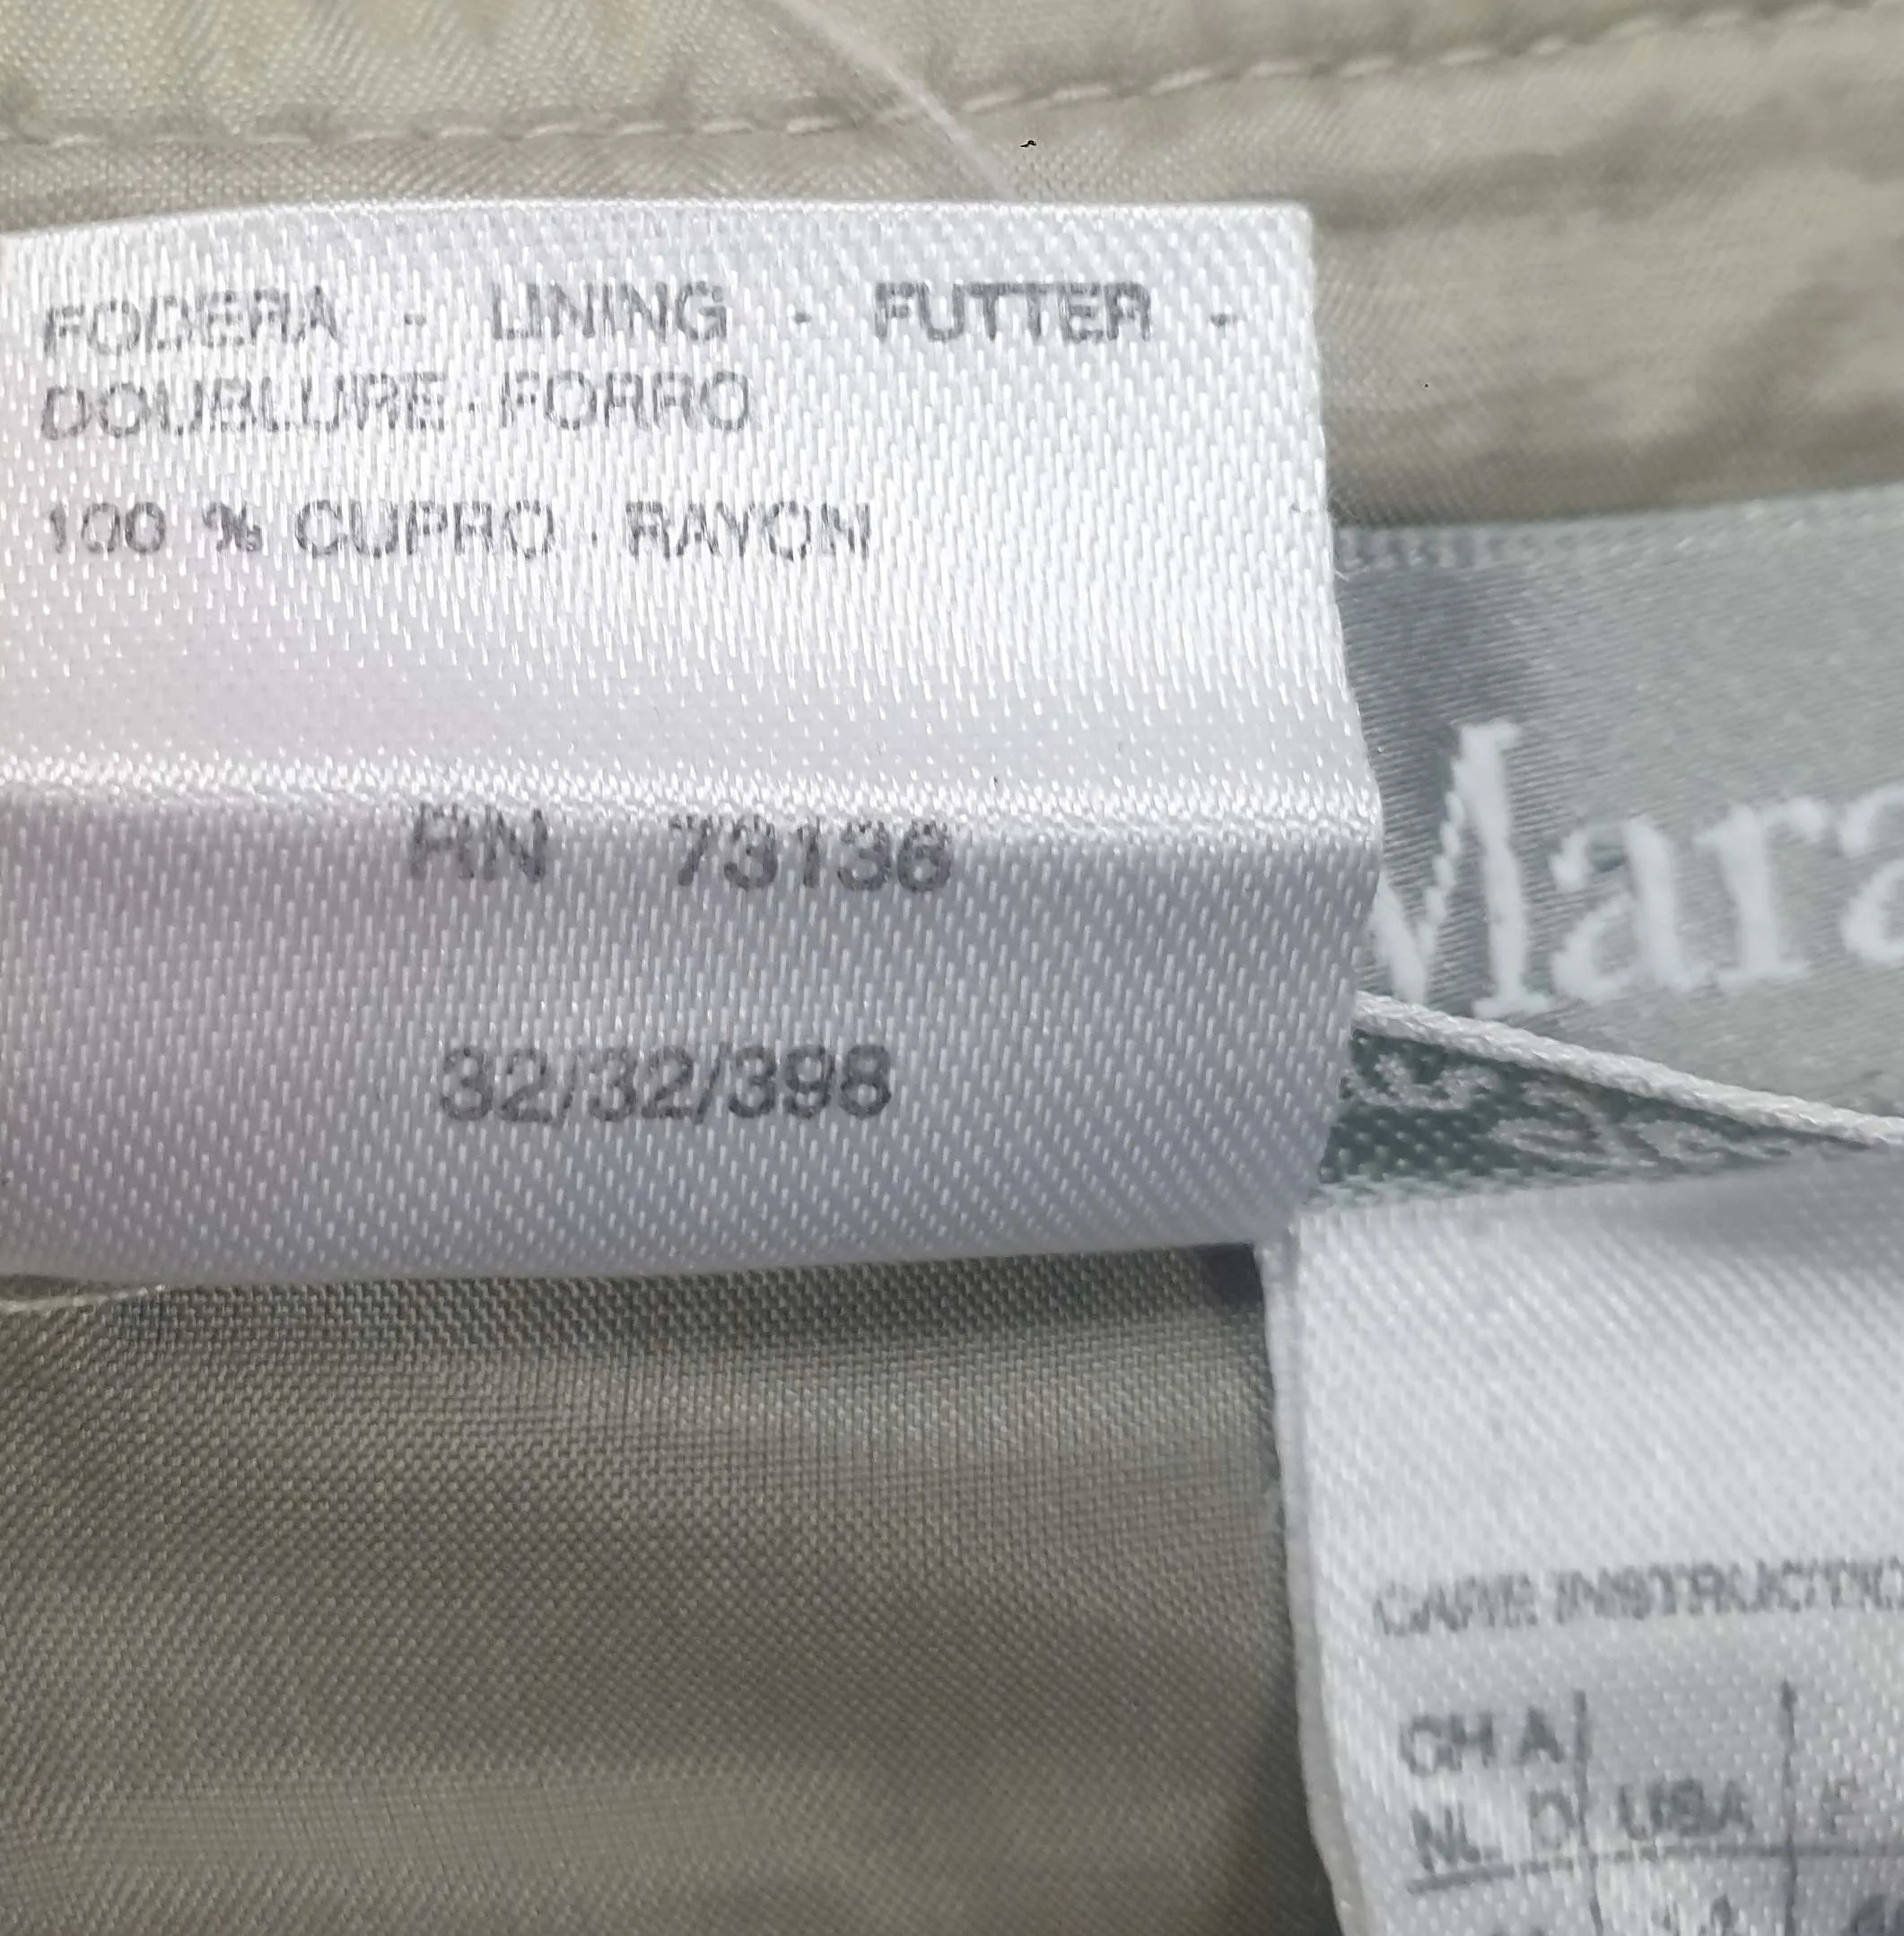 FODERA - LINING - FUTTER -
DOUBLURE - FORRO
100 % CUPRO - RAYON
RN 73136
32/32/398
Mara
CARE INSTRUCTIO
CH A
NL D USA